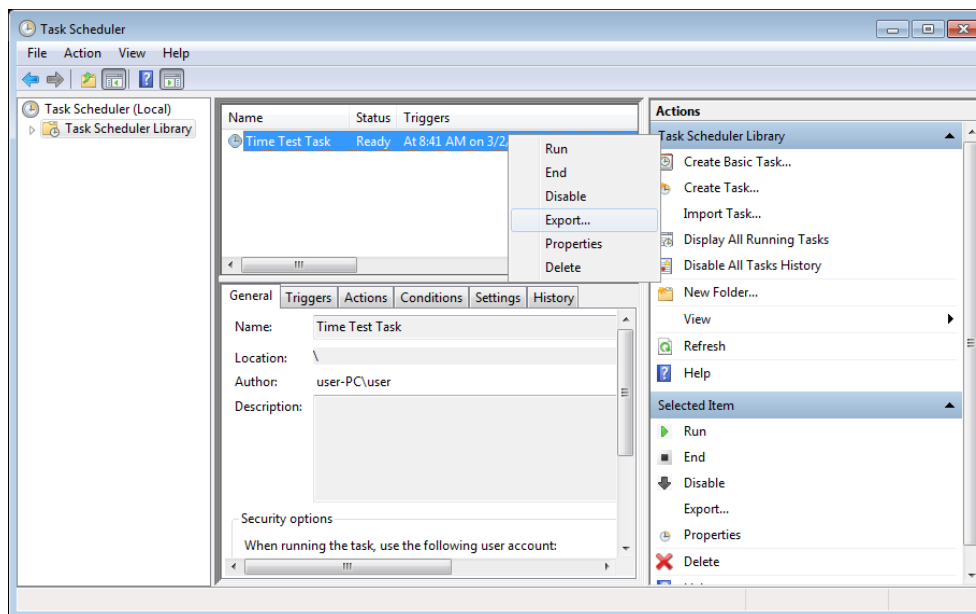 Task Scheduler
File Action View Help
Task Scheduler (Local)
Task Scheduler Library
Name Status Triggers
Time Test Task Ready At 8:41 AM on 3/2/
Run
End
Disable
Export...
Properties
Delete
General Triggers Actions Conditions Settings History
Name: Time Test Task
Location: \
Author: user-PC\user
Description:
Security options
When running the task, use the following user account:
Actions
Task Scheduler Library
Create Basic Task...
Create Task...
Import Task...
Display All Running Tasks
Disable All Tasks History
New Folder...
View
Refresh
Help
Selected Item
Run
End
Disable
Export...
Properties
Delete